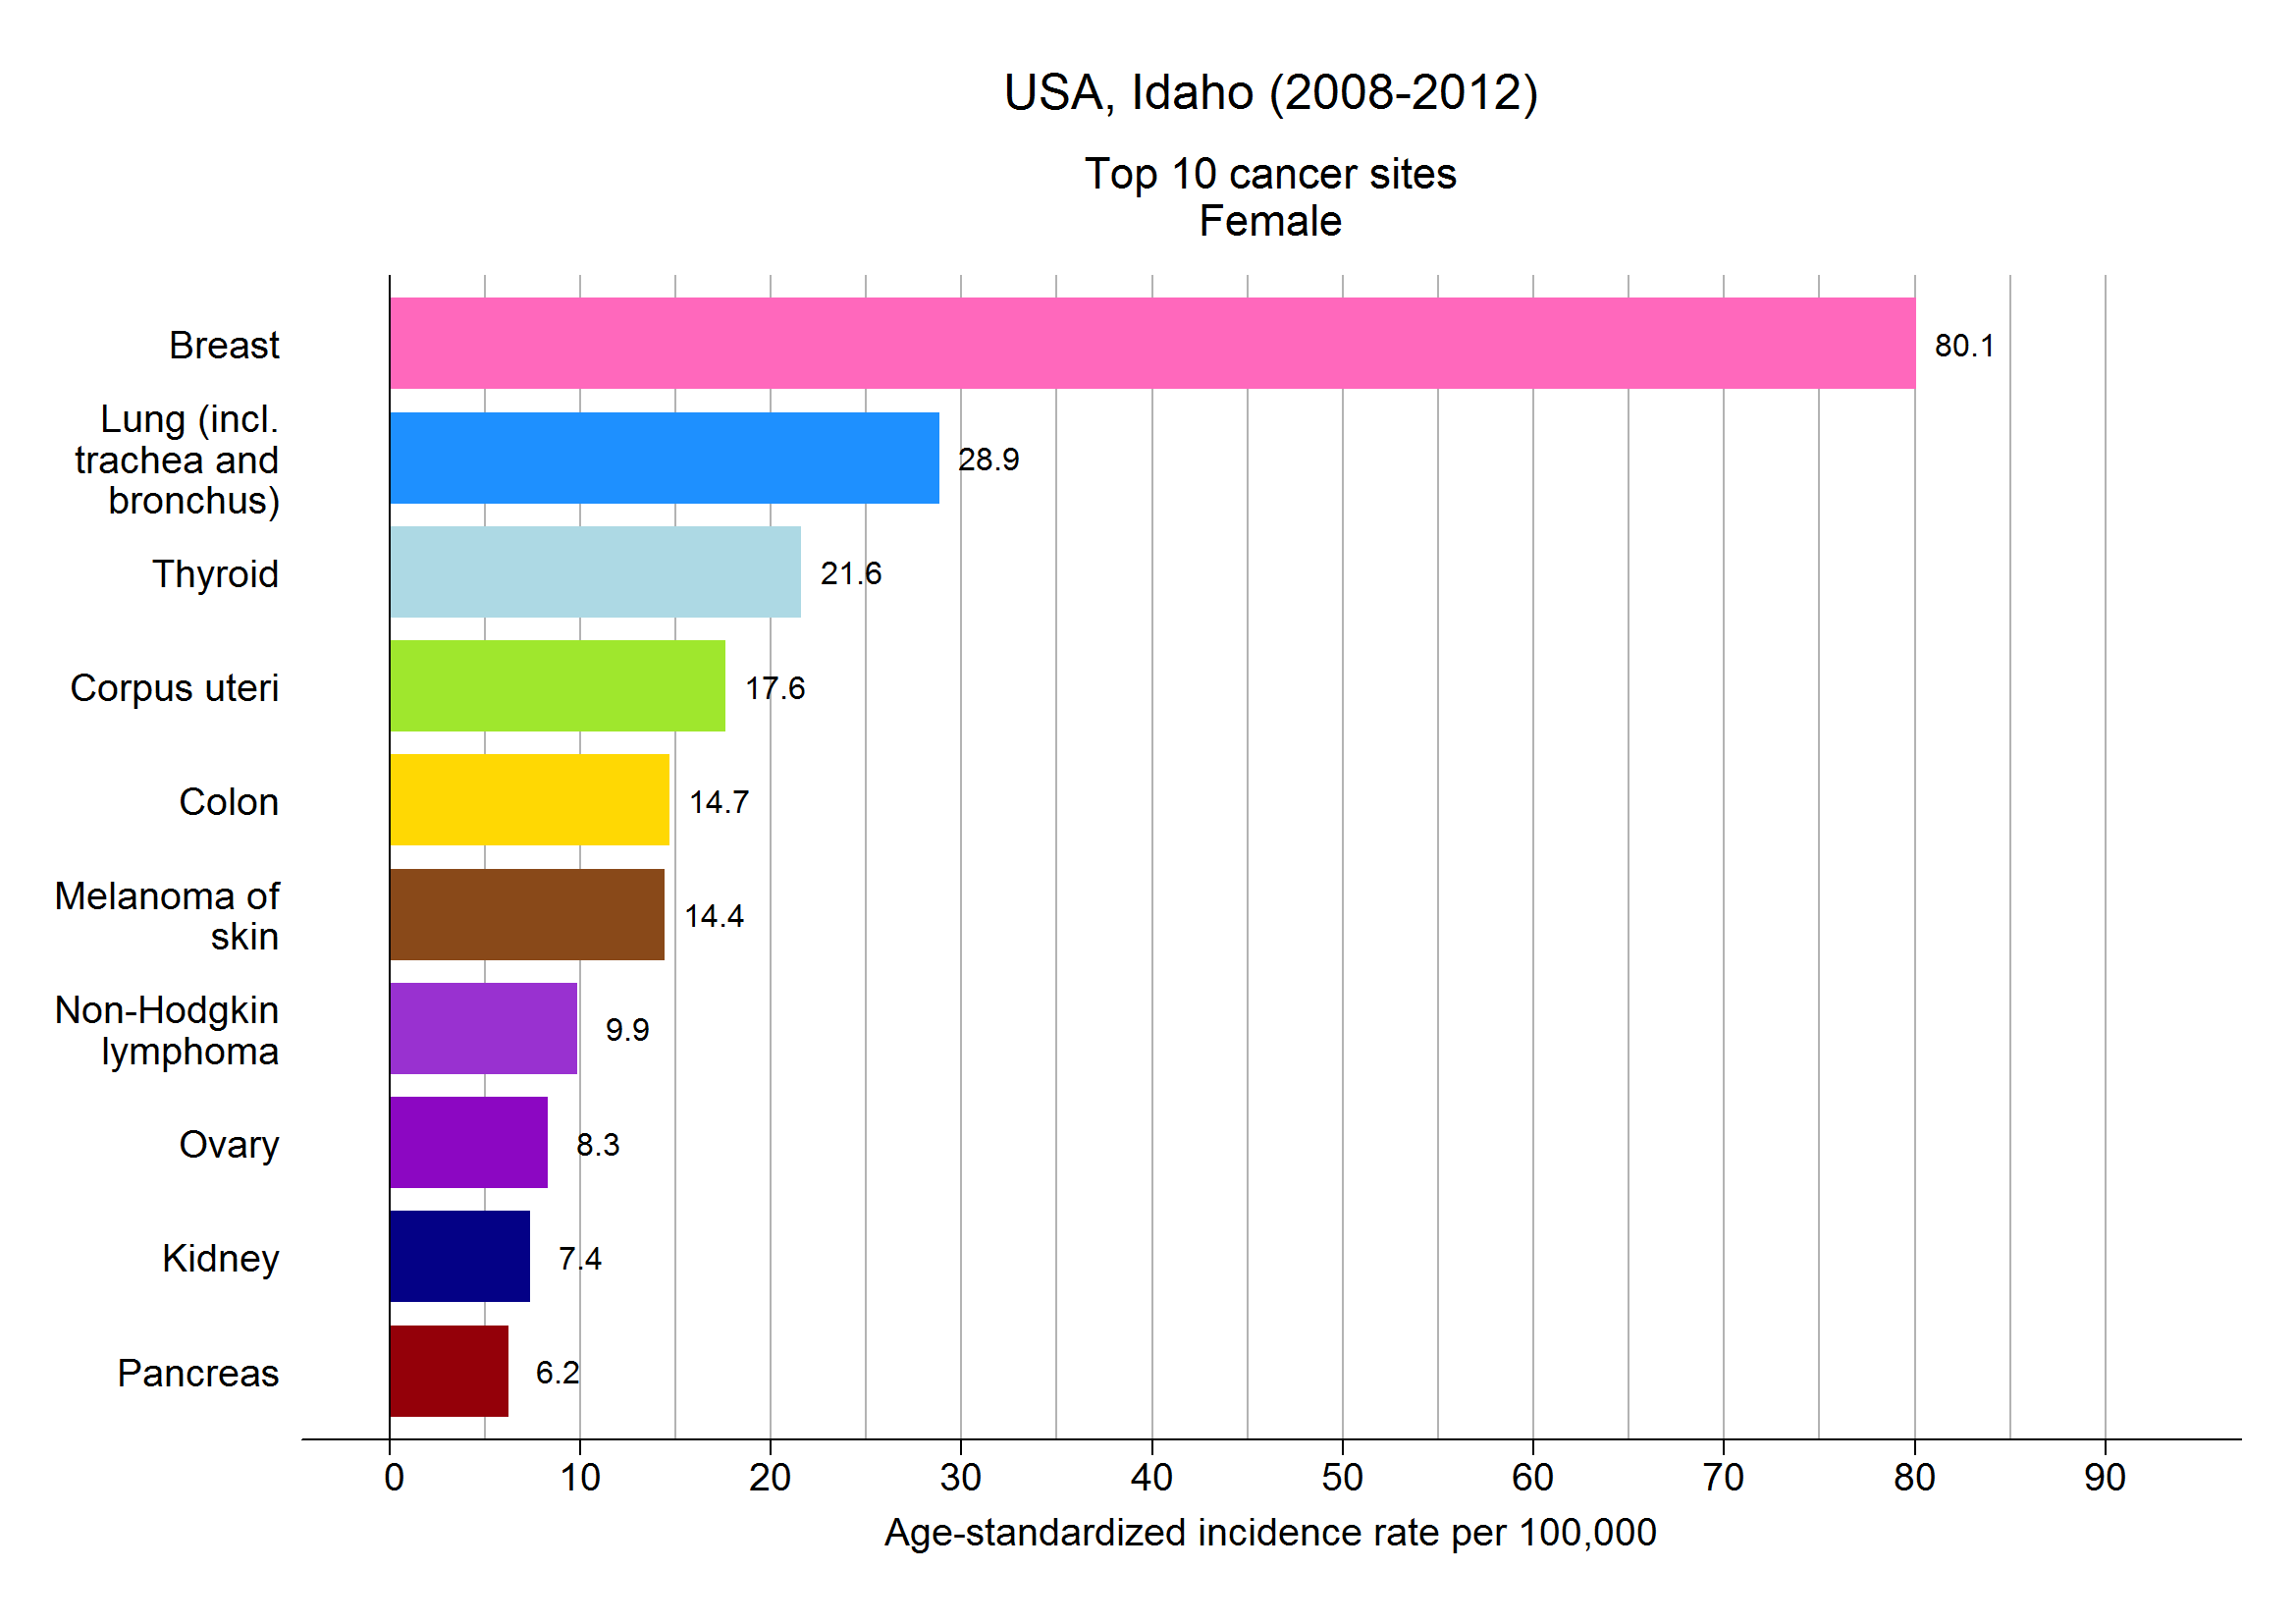 USA, Idaho (2008-2012)
Top 10 cancer sites
Female
Breast
80.1
Lung (incl.
trachea and
bronchus)
28.9
Thyroid
21.6
Corpus uteri
17.6
Colon
14.7
Melanoma of
skin
14.4
Non-Hodgkin
lymphoma
9.9
Ovary
8.3
Kidney
7.4
Pancreas
6.2
0 10 20 30 40 50 60 70 80 90
Age-standardized incidence rate per 100,000